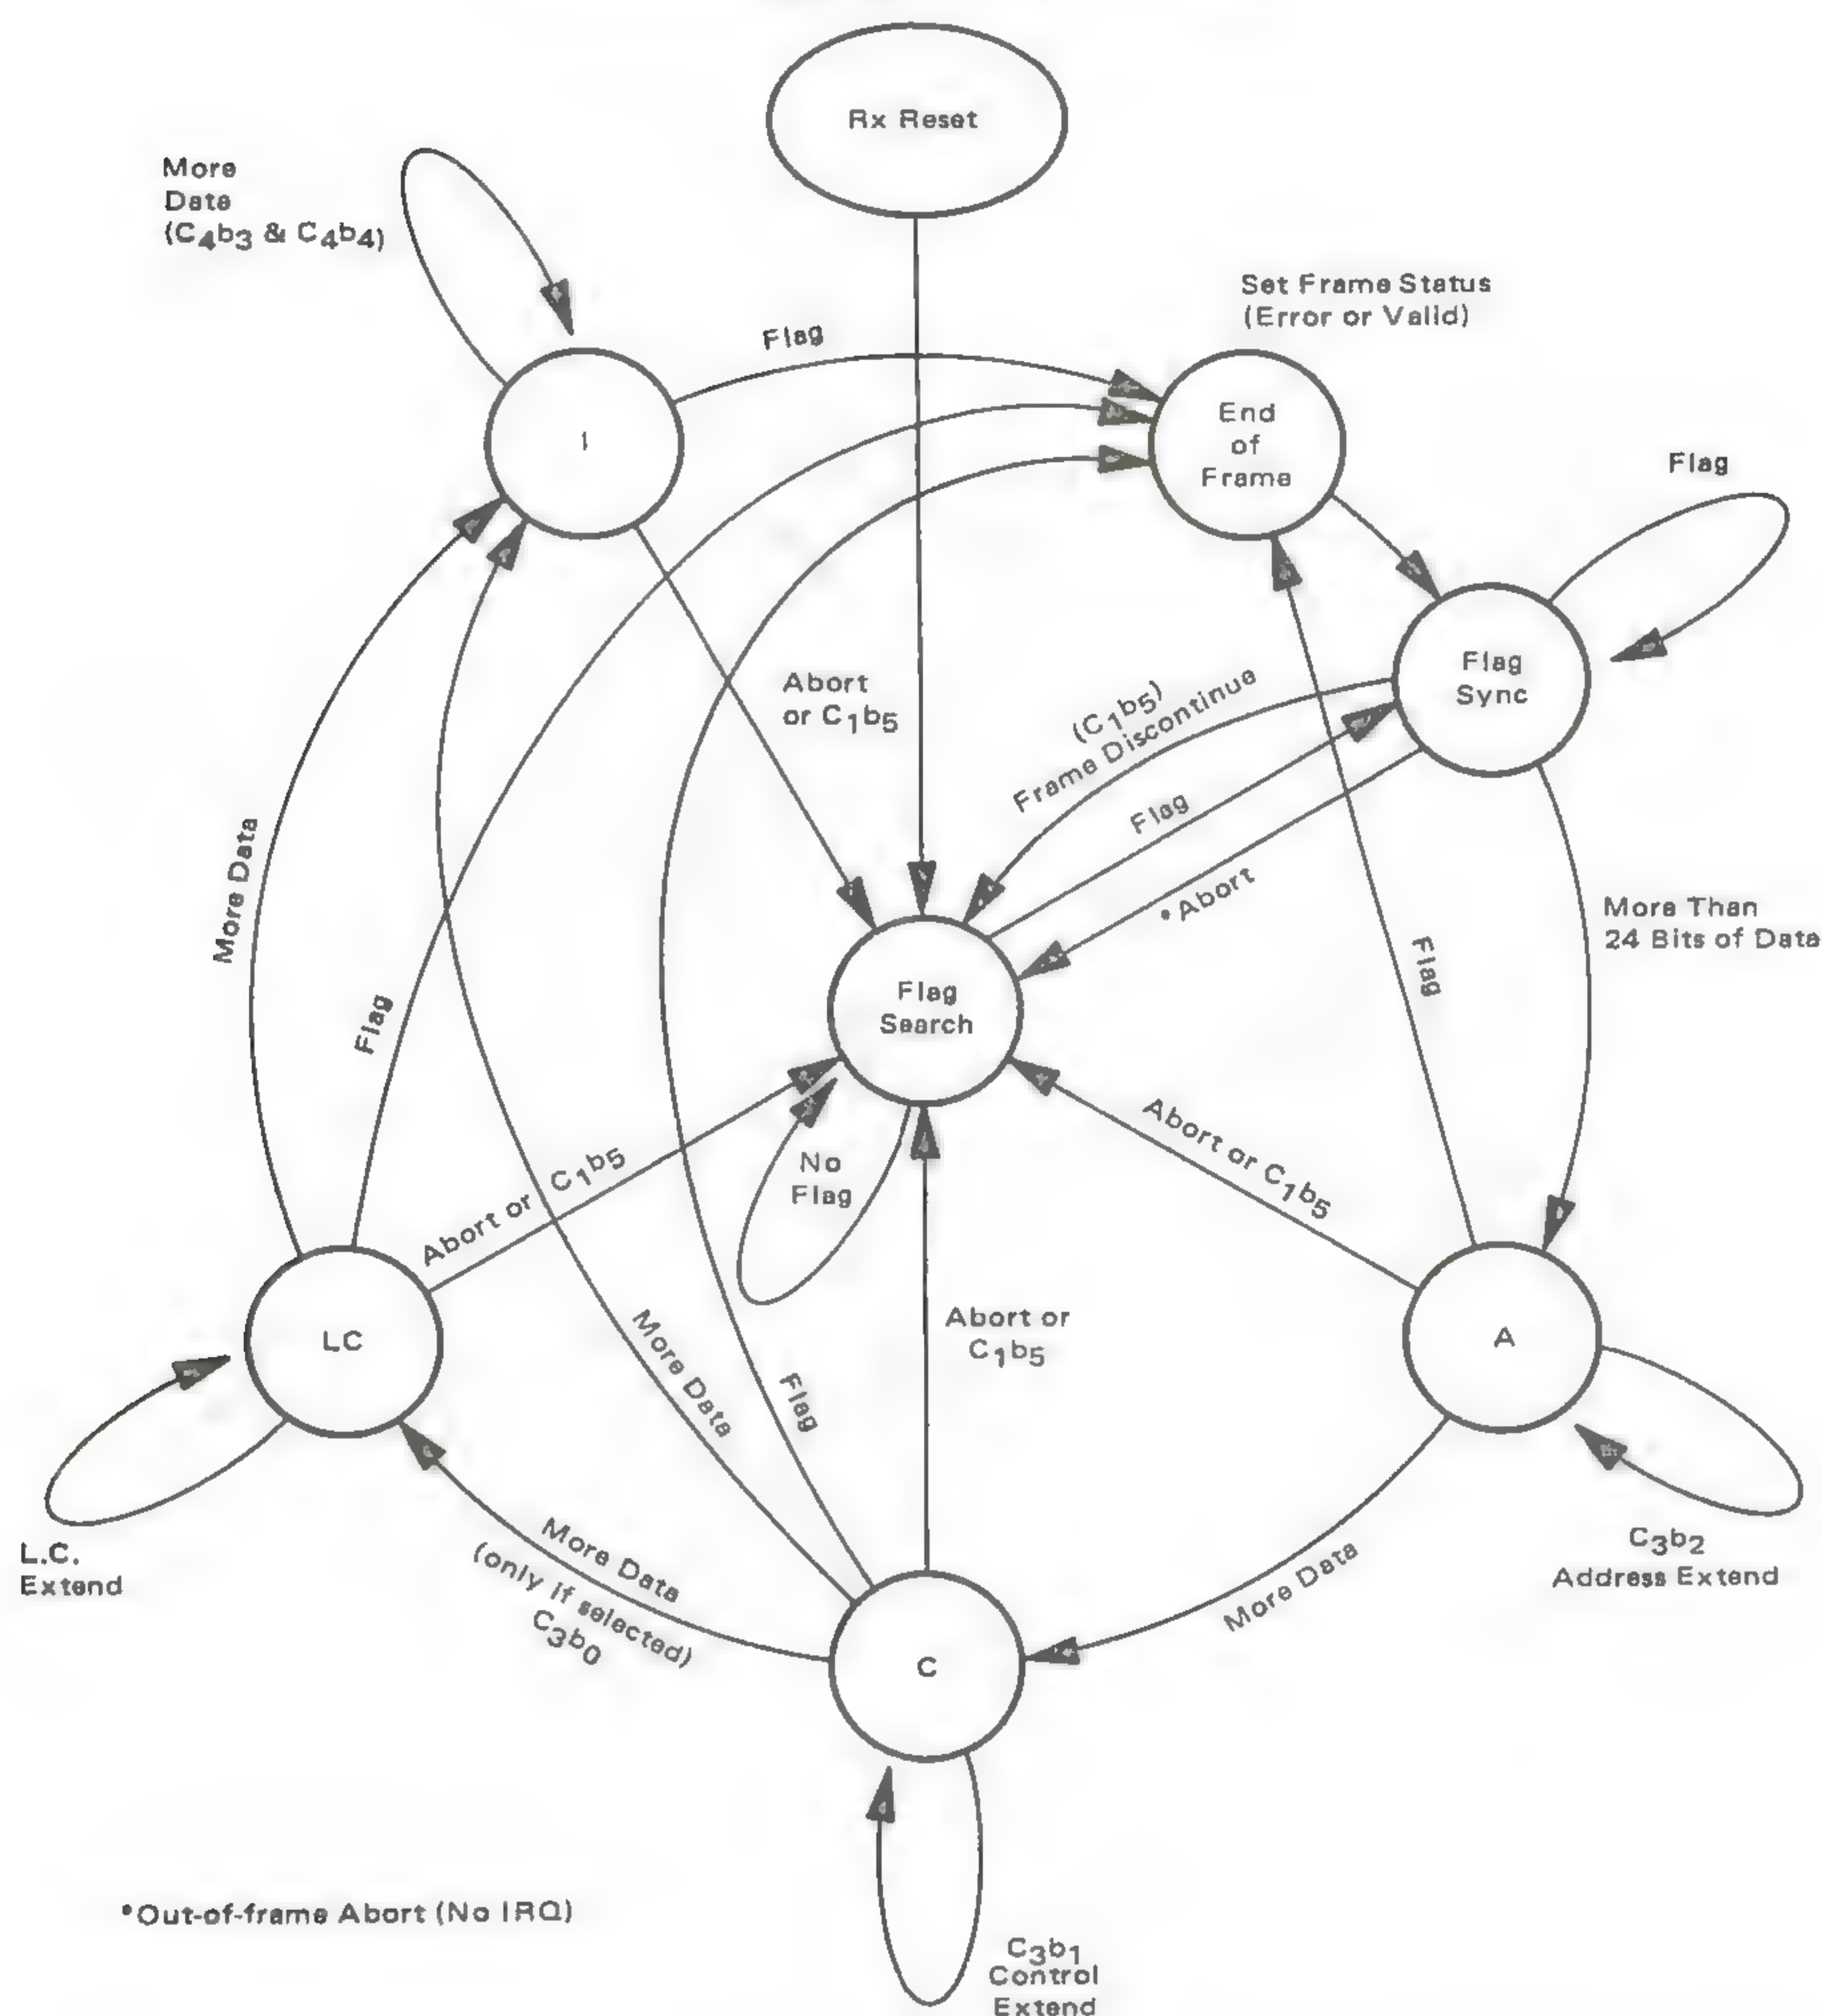 Rx Reset
More
Data
(C4b3 & C4b4)
Set Frame Status
(Error or Valid)
Flag
I
End
of
Frame
Flag
Flag
Sync
Abort
or C1b5
(C1b5)
Frame Discontinue
Flag
*Abort
More Than
24 Bits of Data
Flag
More Data
Flag
Flag
Search
No
Flag
Abort or C1b5
Abort or C1b5
Abort or
C1b5
LC
A
More Data
Flag
L.C.
Extend
More Data
(only if selected)
C3b0
More Data
C3b2
Address Extend
C
*Out-of-frame Abort (No IRQ)
C3b1
Control
Extend